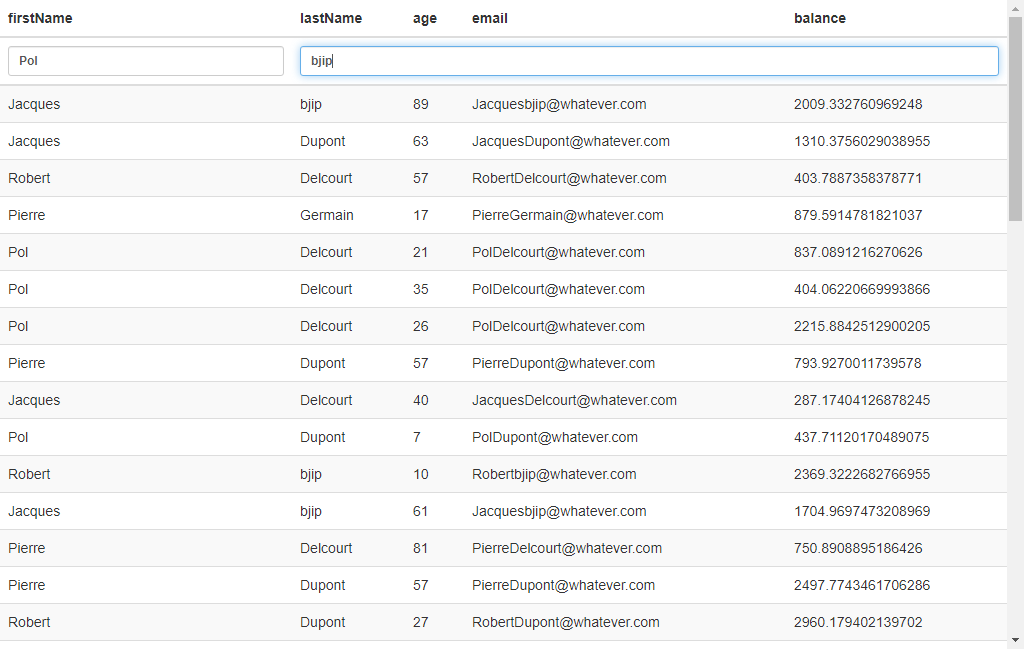 firstName lastName age email balance
Pol bjip
Jacques bjip 89 Jacquesbjip@whatever.com 2009.332760969248
Jacques Dupont 63 JacquesDupont@whatever.com 1310.3756029038955
Robert Delcourt 57 RobertDelcourt@whatever.com 403.7887358378771
Pierre Germain 17 PierreGermain@whatever.com 879.5914781821037
Pol Delcourt 21 PolDelcourt@whatever.com 837.0891216270626
Pol Delcourt 35 PolDelcourt@whatever.com 404.06220669993866
Pol Delcourt 26 PolDelcourt@whatever.com 2215.8842512900205
Pierre Dupont 57 PierreDupont@whatever.com 793.9270011739578
Jacques Delcourt 40 JacquesDelcourt@whatever.com 287.17404126878245
Pol Dupont 7 PolDupont@whatever.com 437.71120170489075
Robert bjip 10 Robertbjip@whatever.com 2369.3222682766955
Jacques bjip 61 Jacquesbjip@whatever.com 1704.9697473208969
Pierre Delcourt 81 PierreDelcourt@whatever.com 750.8908895186426
Pierre Dupont 57 PierreDupont@whatever.com 2497.7743461706286
Robert Dupont 27 RobertDupont@whatever.com 2960.179402139702